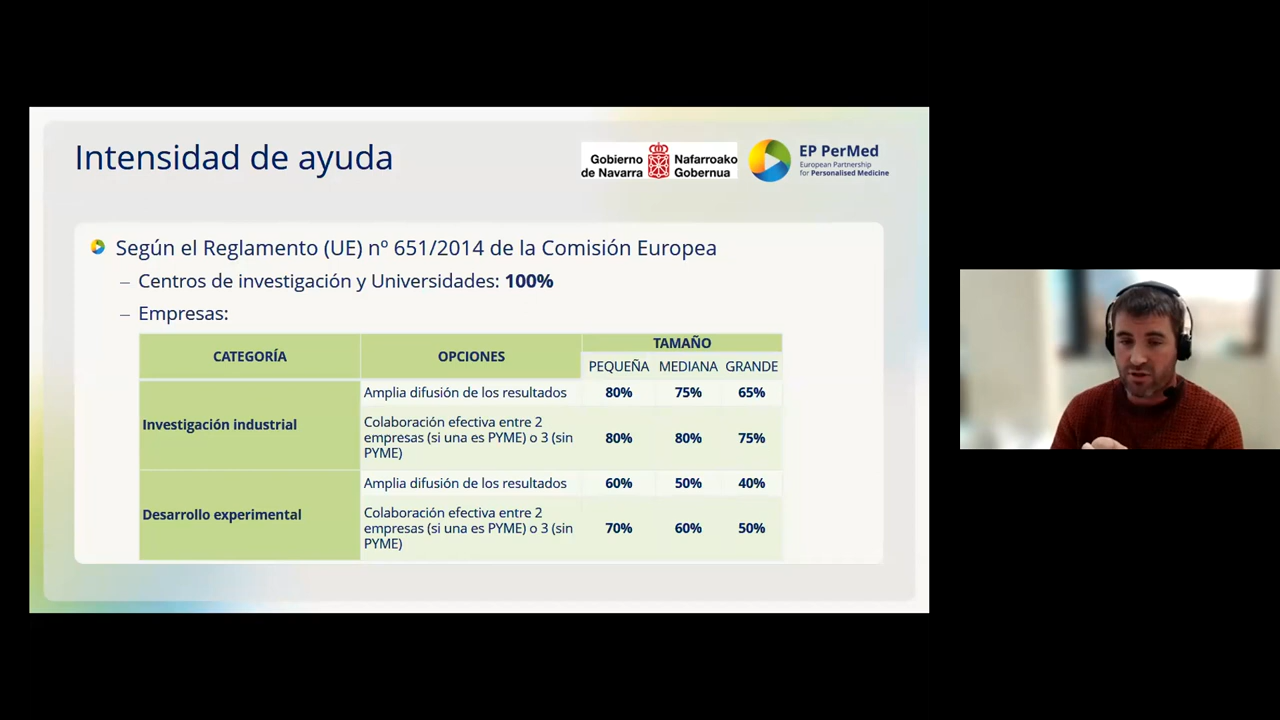 Intensidad de ayuda
Gobierno de Navarra
Nafarroako Gobernua
EP PerMed
European Partnership
for Personalised Medicine
Según el Reglamento (UE) nº 651/2014 de la Comisión Europea
– Centros de investigación y Universidades: 100%
– Empresas:
CATEGORÍA OPCIONES TAMAÑO
PEQUEÑA MEDIANA GRANDE
Investigación industrial
Amplia difusión de los resultados 80% 75% 65%
Colaboración efectiva entre 2
empresas (si una es PYME) o 3 (sin 80% 80% 75%
PYME)
Desarrollo experimental
Amplia difusión de los resultados 60% 50% 40%
Colaboración efectiva entre 2
empresas (si una es PYME) o 3 (sin 70% 60% 50%
PYME)